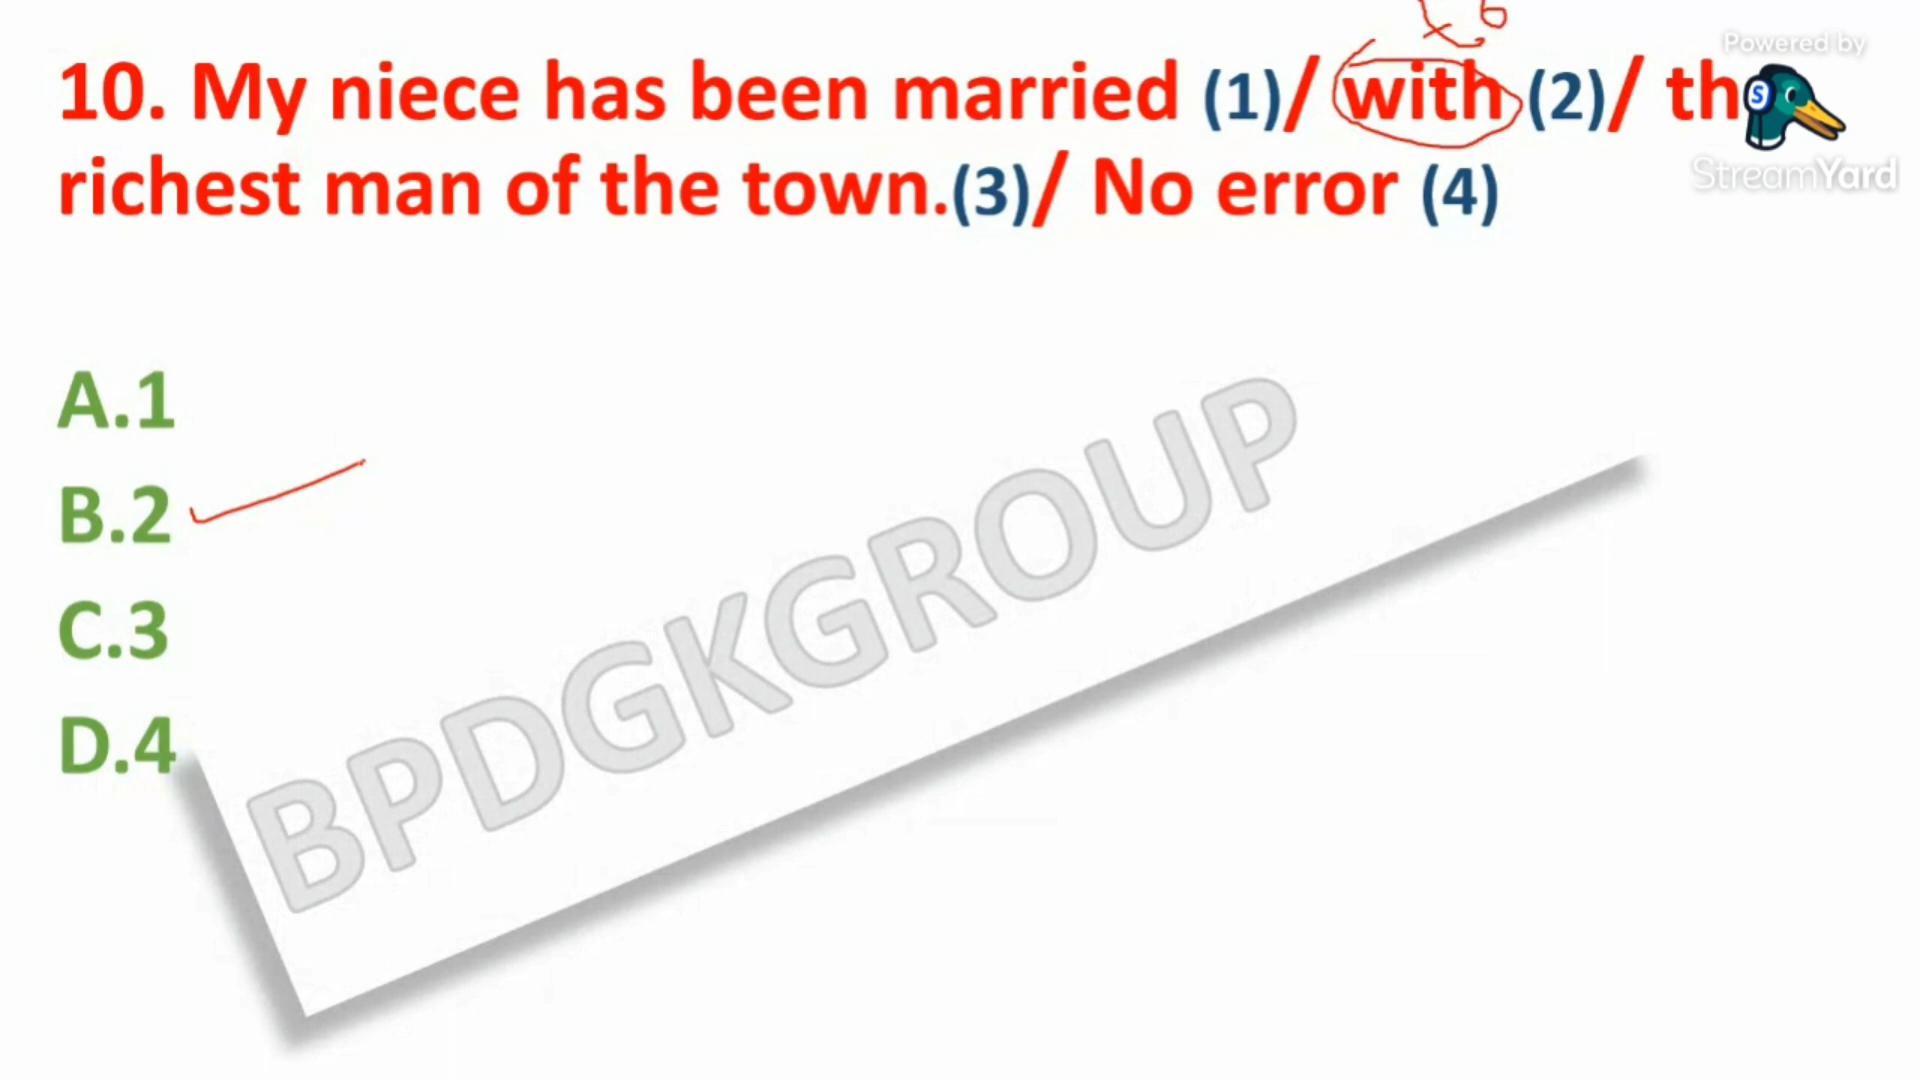 to
Powered by
10. My niece has been married (1)/ with (2)/ th
richest man of the town.(3)/ No error (4)
StreamYard
A.1
B.2
C.3
D.4
BPDGKGROUP